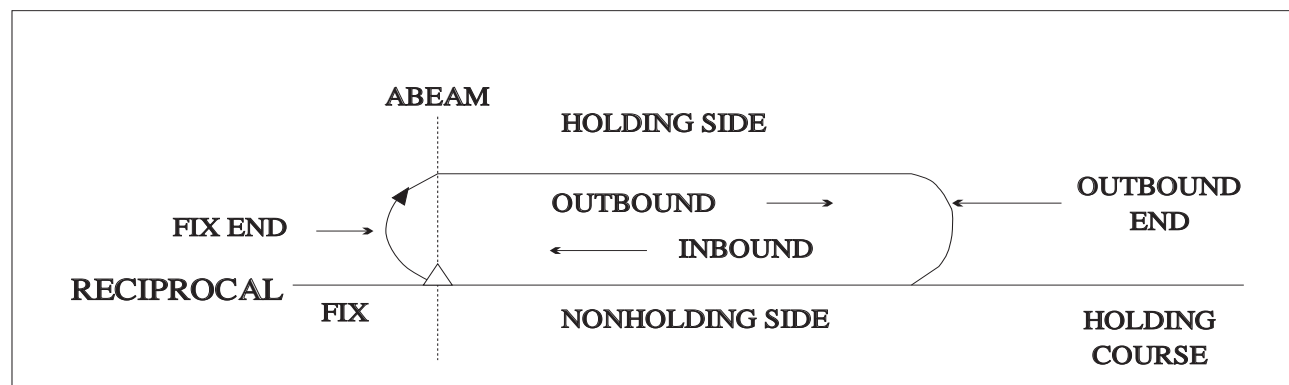 ABEAM
HOLDING SIDE
OUTBOUND
OUTBOUND
END
FIX END
INBOUND
RECIPROCAL
FIX
NONHOLDING SIDE
HOLDING
COURSE